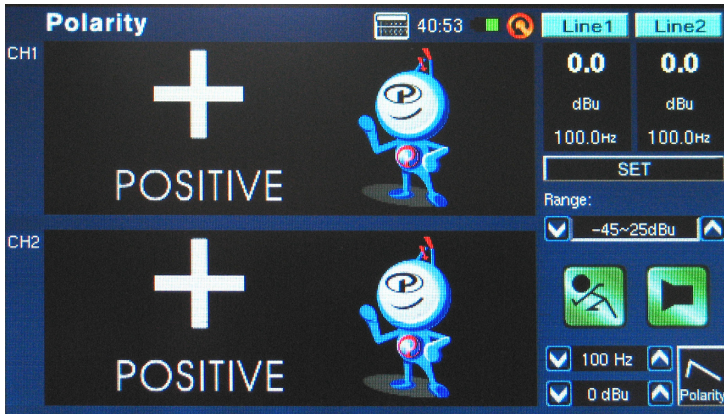 Polarity
40:53
Line1
Line2
CH1
POSITIVE
0.0
dBu
100.0Hz
0.0
dBu
100.0Hz
SET
Range:
-45~25dBu
CH2
POSITIVE
100 Hz
0 dBu
Polarity